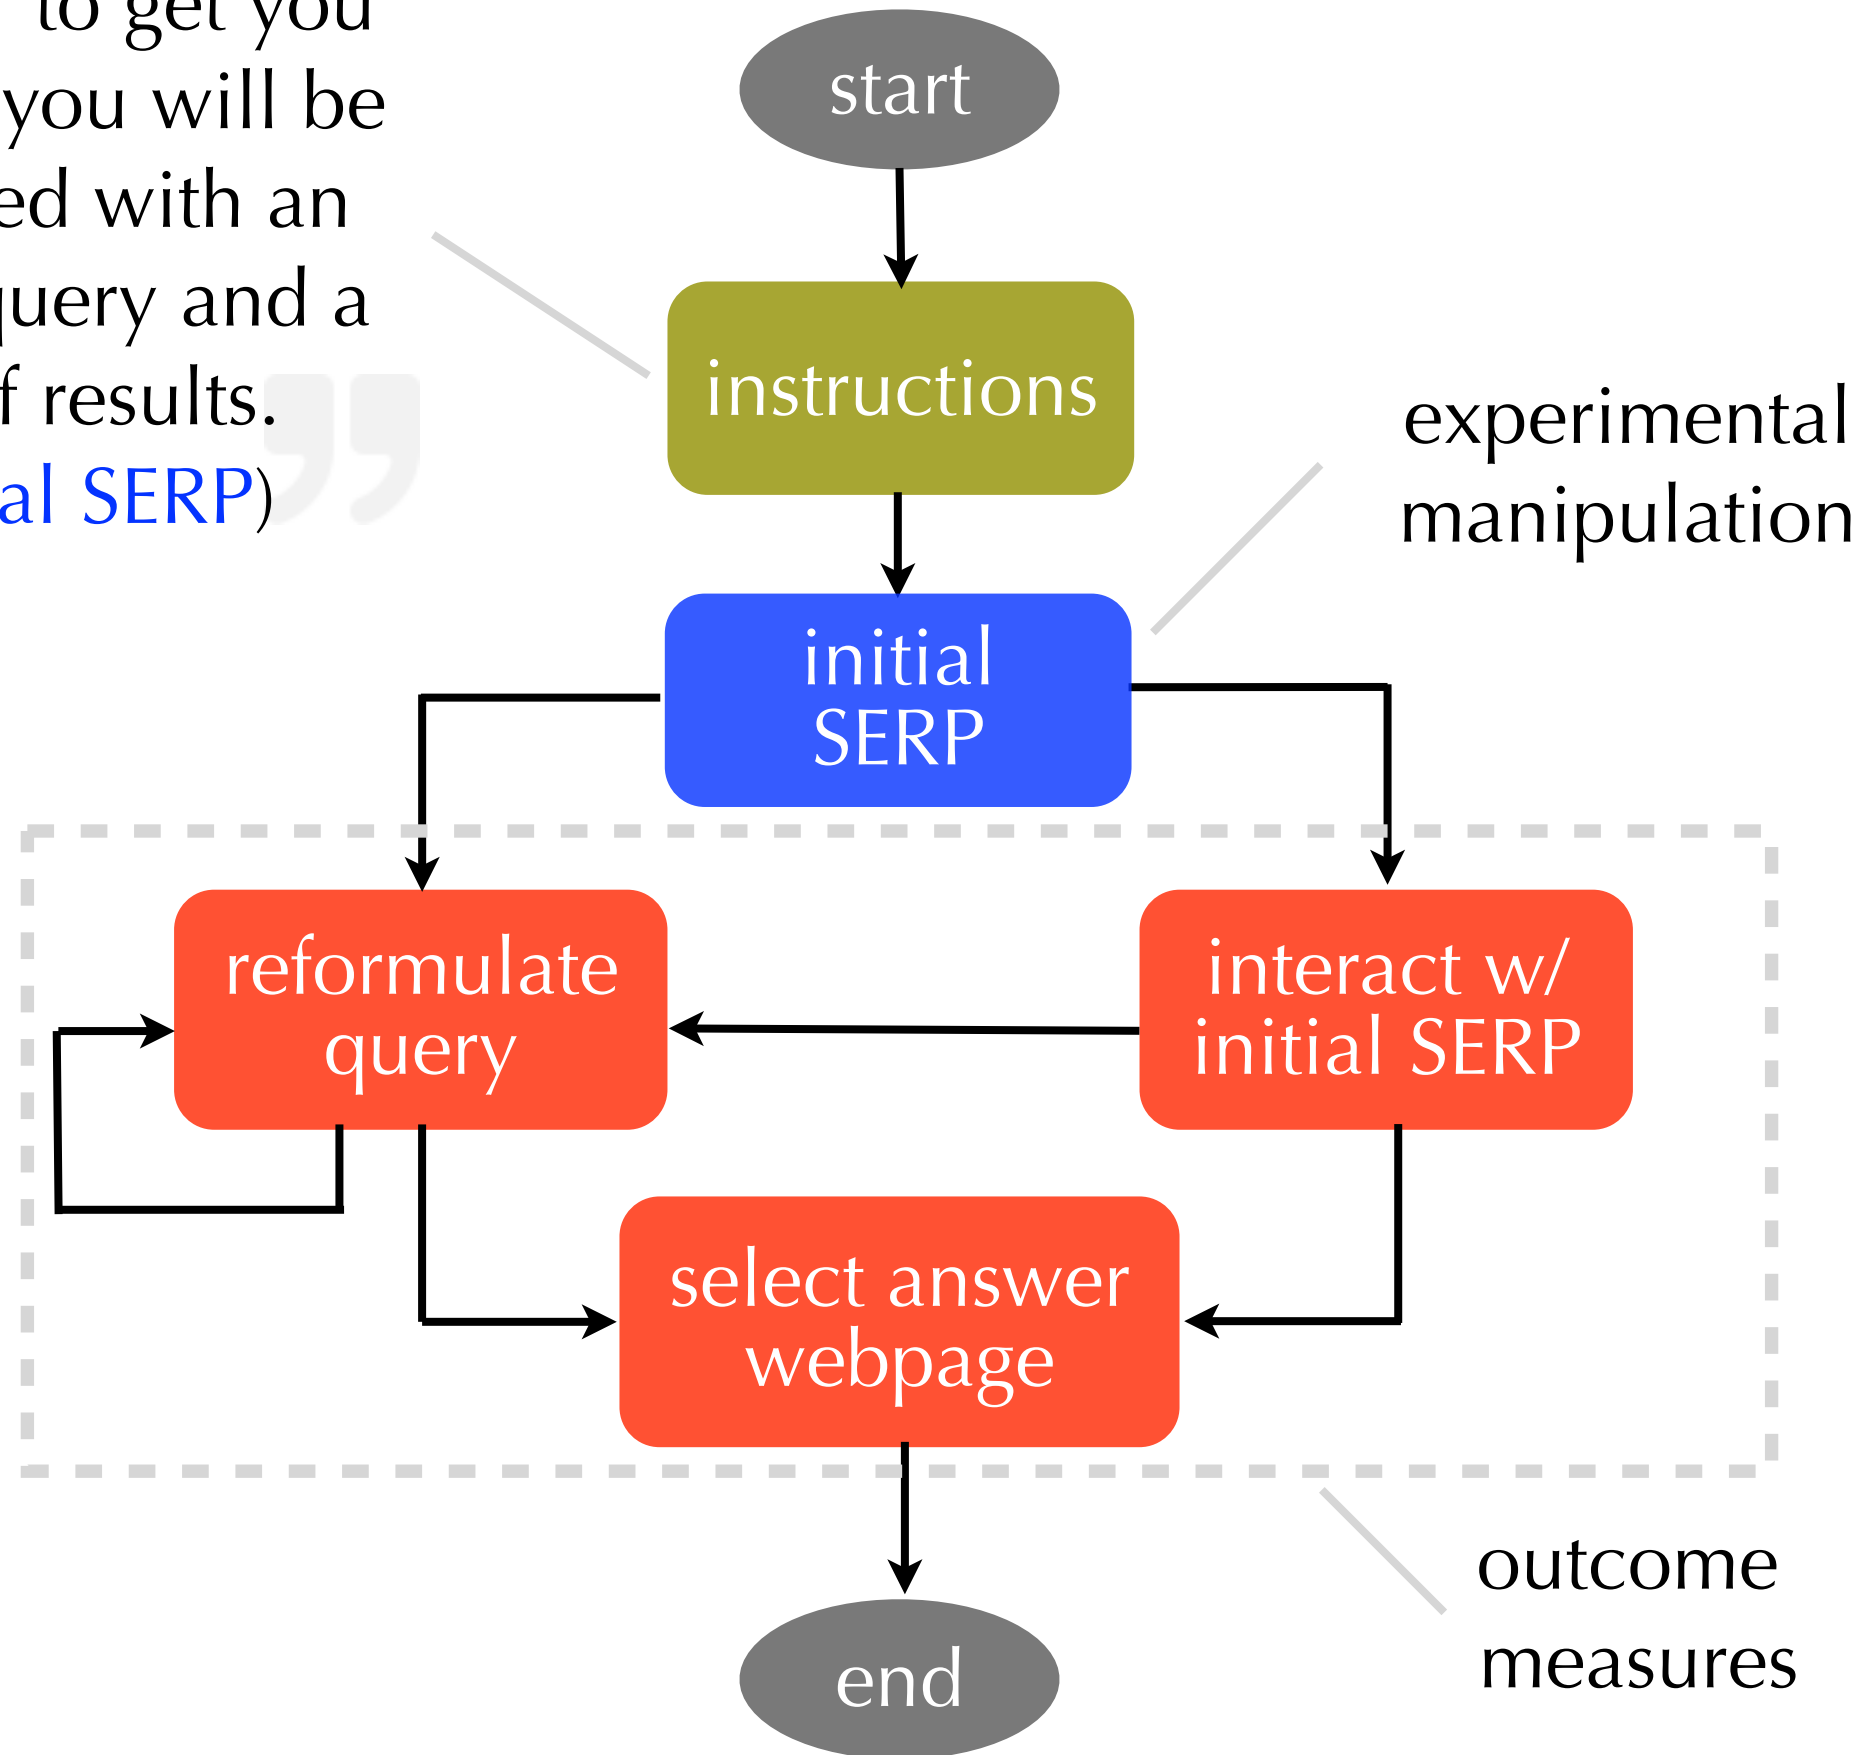 to get you
you will be
ed with an
query and a
f results.
al SERP)
start
instructions
experimental
manipulation
initial
SERP
reformulate
query
interact w/
initial SERP
select answer
webpage
outcome
measures
end